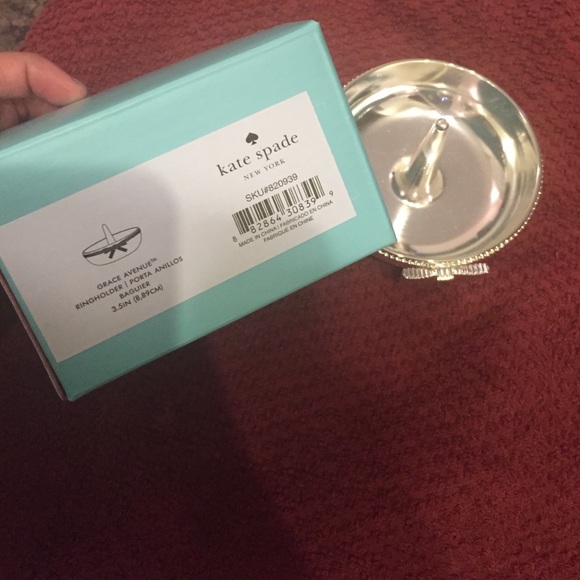 kate spade
NEW YORK
SKU#820939
8 82864 30839 9
MADE IN CHINA | FABRICADO EN CHINA
FABRIQUÉ EN CHINE
GRACE AVENUE™
RINGHOLDER | PORTA ANILLOS
BAGUIER
3.5IN (8,89CM)